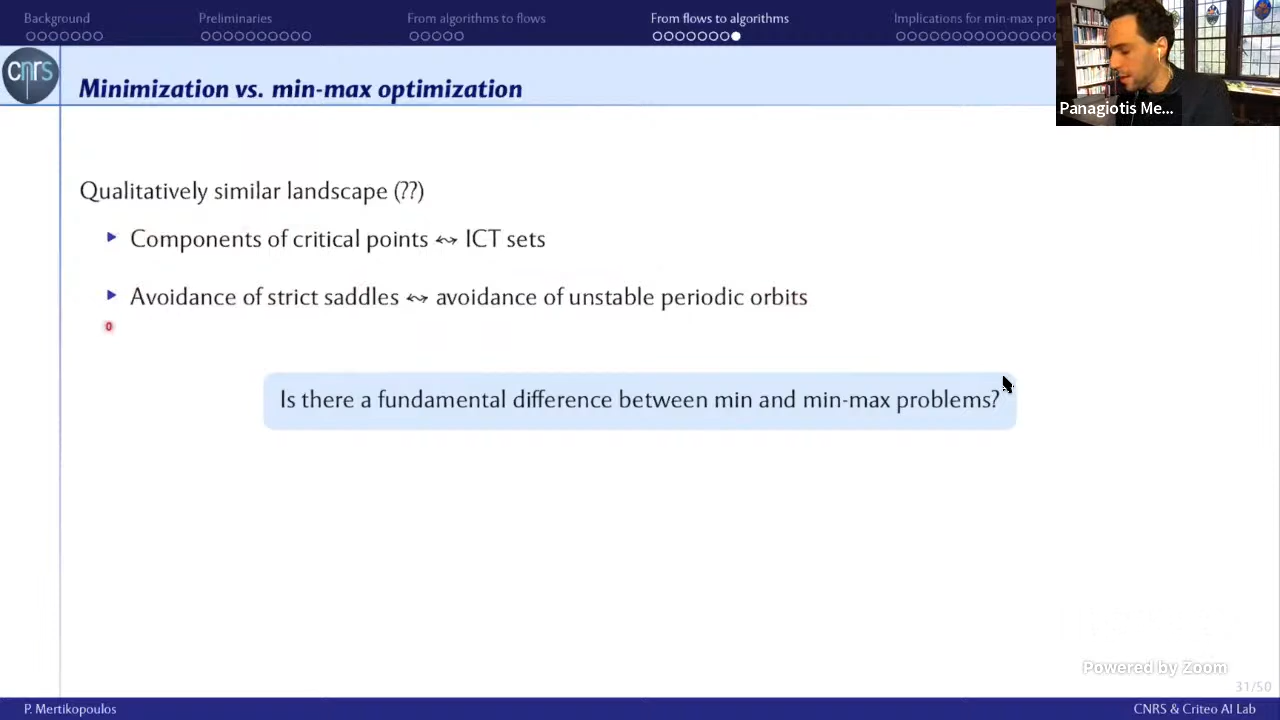 Background Preliminaries From algorithms to flows From flows to algorithms Implications for min-max pro
cnrs
Minimization vs. min-max optimization
Panagiotis Me...
Qualitatively similar landscape (??)
Components of critical points ↭ ICT sets
Avoidance of strict saddles ↭ avoidance of unstable periodic orbits
Is there a fundamental difference between min and min-max problems?
Powered by Zoom
31/50
P. Mertikopoulos CNRS & Criteo AI Lab